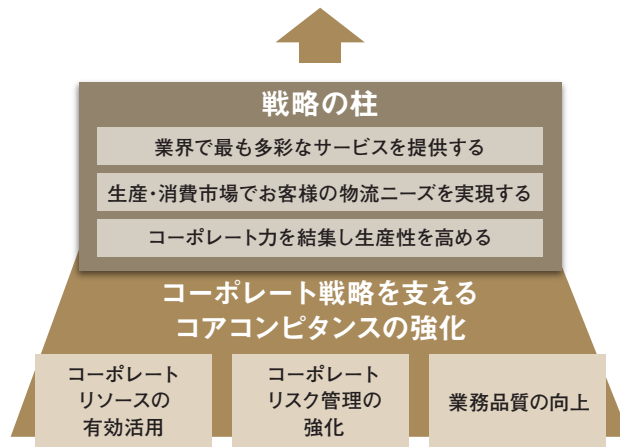 戦略の柱
業界で最も多彩なサービスを提供する
生産・消費市場でお客様の物流ニーズを実現する
コーポレート力を結集し生産性を高める
コーポレート戦略を支える
コアコンピタンスの強化
コーポレート
リソースの
有効活用
コーポレート
リスク管理の
強化
業務品質の向上